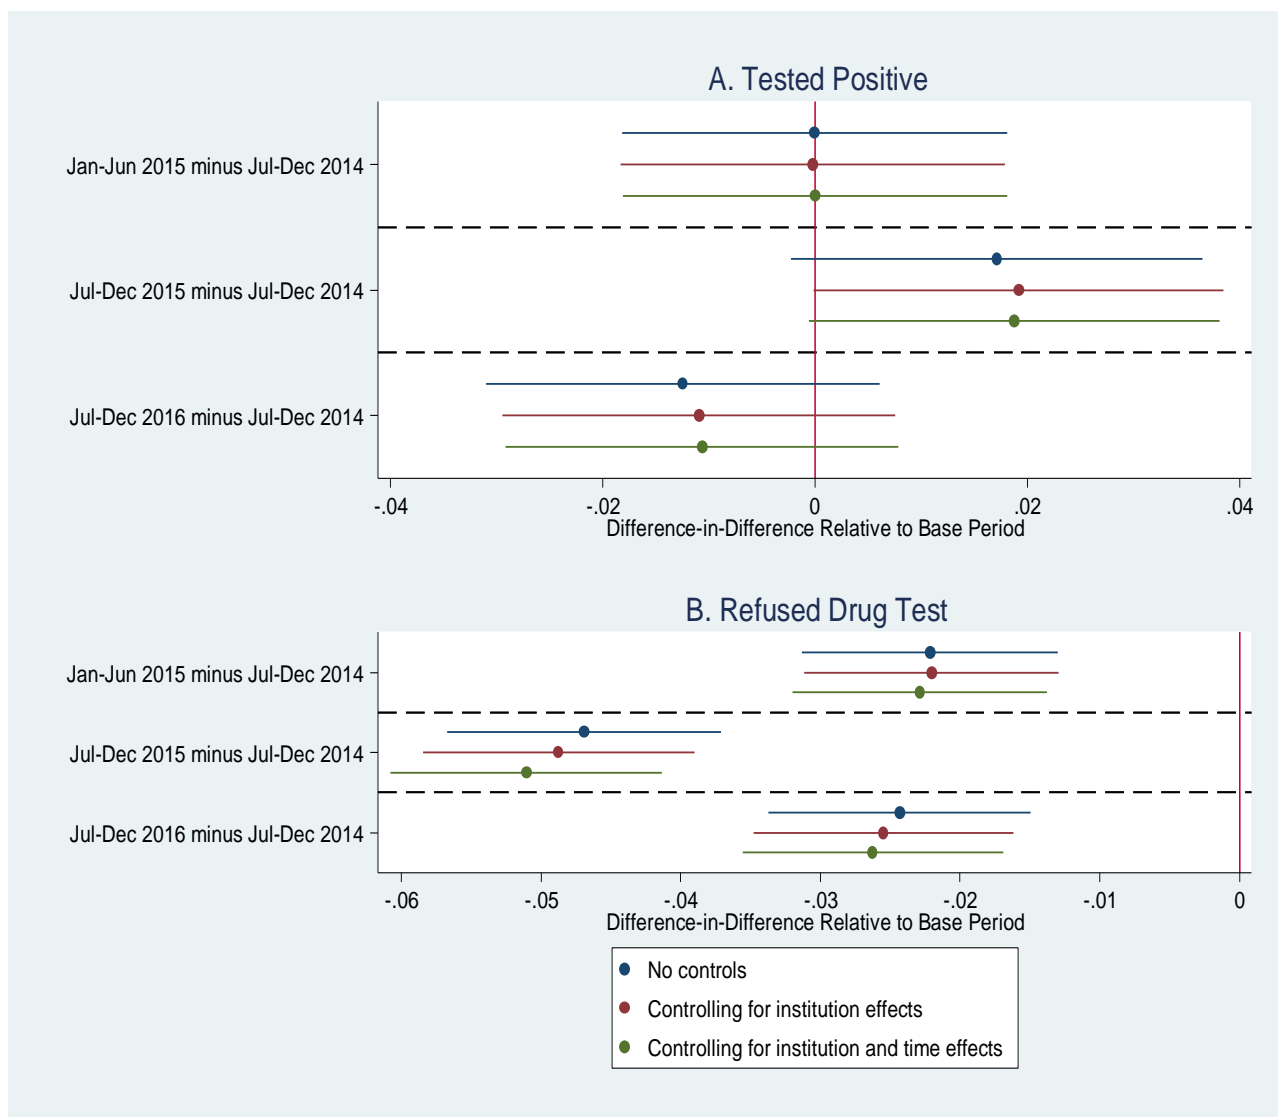 A. Tested Positive
Jan-Jun 2015 minus Jul-Dec 2014
Jul-Dec 2015 minus Jul-Dec 2014
Jul-Dec 2016 minus Jul-Dec 2014
-.04 -.02 0 .02 .04
Difference-in-Difference Relative to Base Period
B. Refused Drug Test
Jan-Jun 2015 minus Jul-Dec 2014
Jul-Dec 2015 minus Jul-Dec 2014
Jul-Dec 2016 minus Jul-Dec 2014
-.06 -.05 -.04 -.03 -.02 -.01 0
Difference-in-Difference Relative to Base Period
No controls
Controlling for institution effects
Controlling for institution and time effects